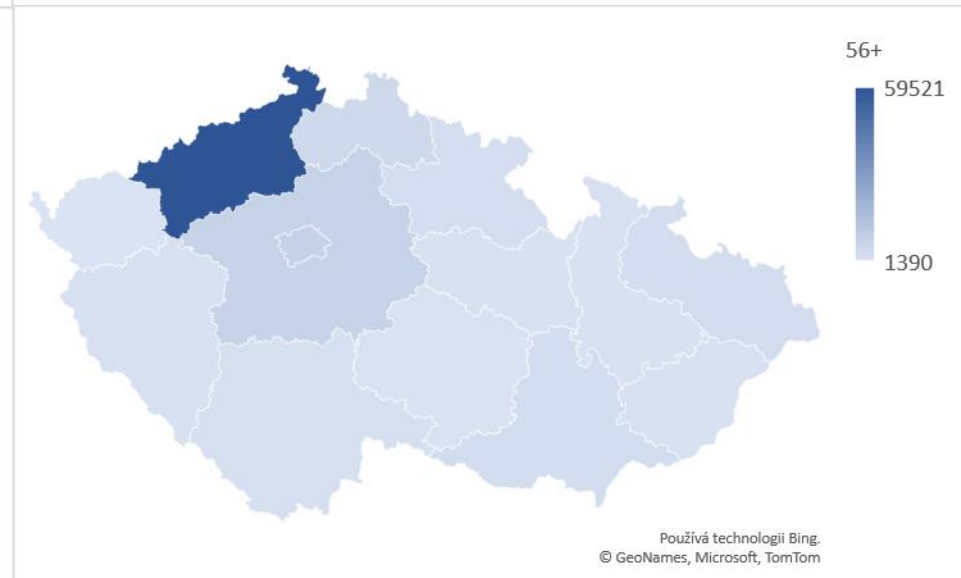 56+
59521
1390
Používá technologii Bing.
© GeoNames, Microsoft, TomTom